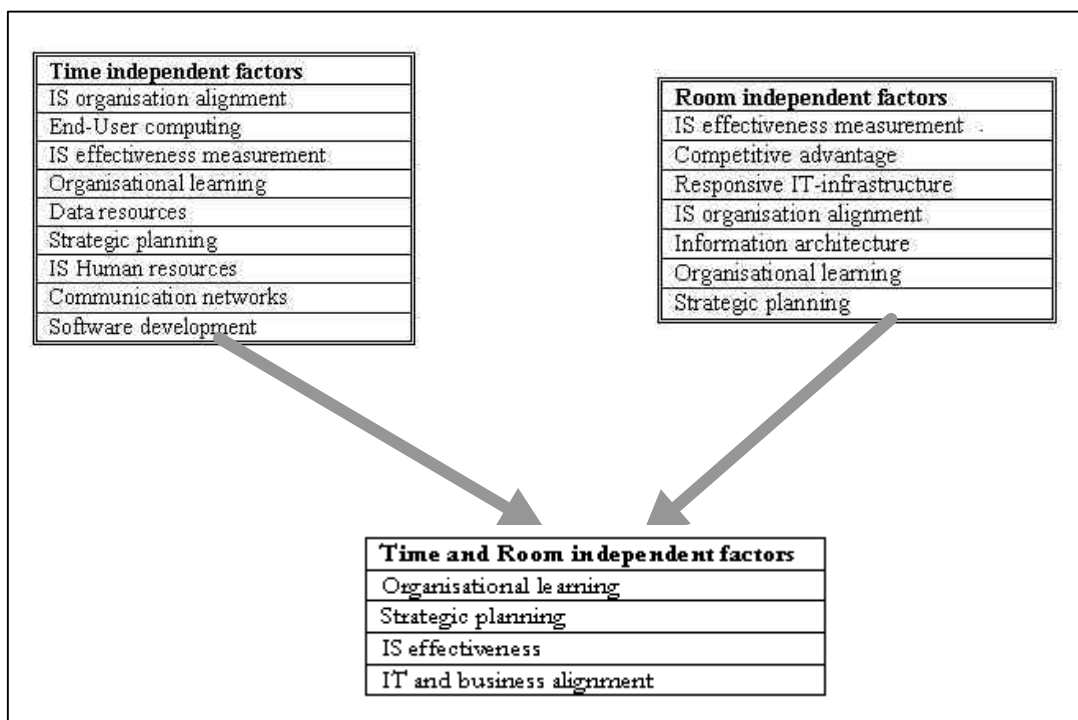 Time independent factors
IS organisation alignment
End-User computing
IS effectiveness measurement
Organisational learning
Data resources
Strategic planning
IS Human resources
Communication networks
Software development
Room independent factors
IS effectiveness measurement
Competitive advantage
Responsive IT-infrastructure
IS organisation alignment
Information architecture
Organisational learning
Strategic planning
Time and Room independent factors
Organisational learning
Strategic planning
IS effectiveness
IT and business alignment